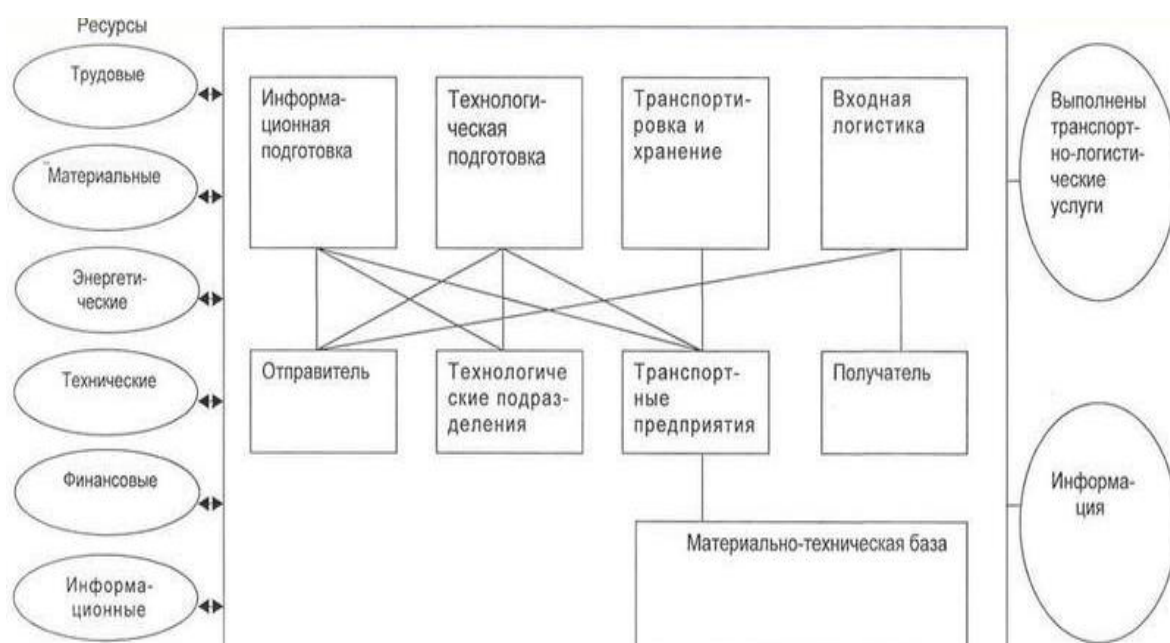 Ресурсы
Трудовые
Материальные
Энергети-
ческие
Технические
Финансовые
Информа-
ционные
Информа-
ционная
подготовка
Технологи-
ческая
подготовка
Транспорти-
ровка и
хранение
Входная
логистика
Отправитель
Технологиче
ские подраз-
деления
Транспорт-
ные
предприятия
Получатель
Материально-техническая база
Выполнены
транспорт-
но-логисти-
ческие
услуги
Информа-
ция